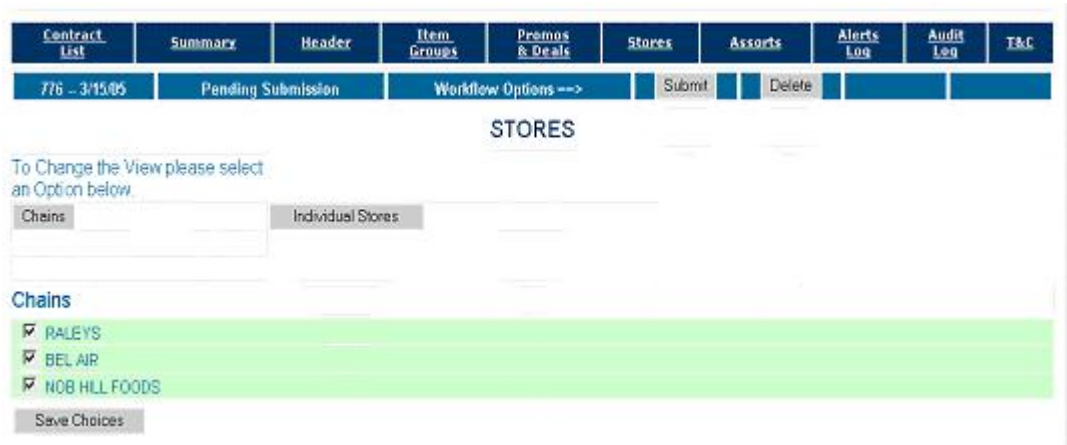 Contract List Summary Header Item Groups Promos & Deals Stores Assorts Alerts Log Audit Log T&C
776 – 3/15/05 Pending Submission Workflow Options ––> Submit Delete
STORES
To Change the View please select
an Option below.
Chains Individual Stores
Chains
RALEYS
BEL AIR
NOB HILL FOODS
Save Choices